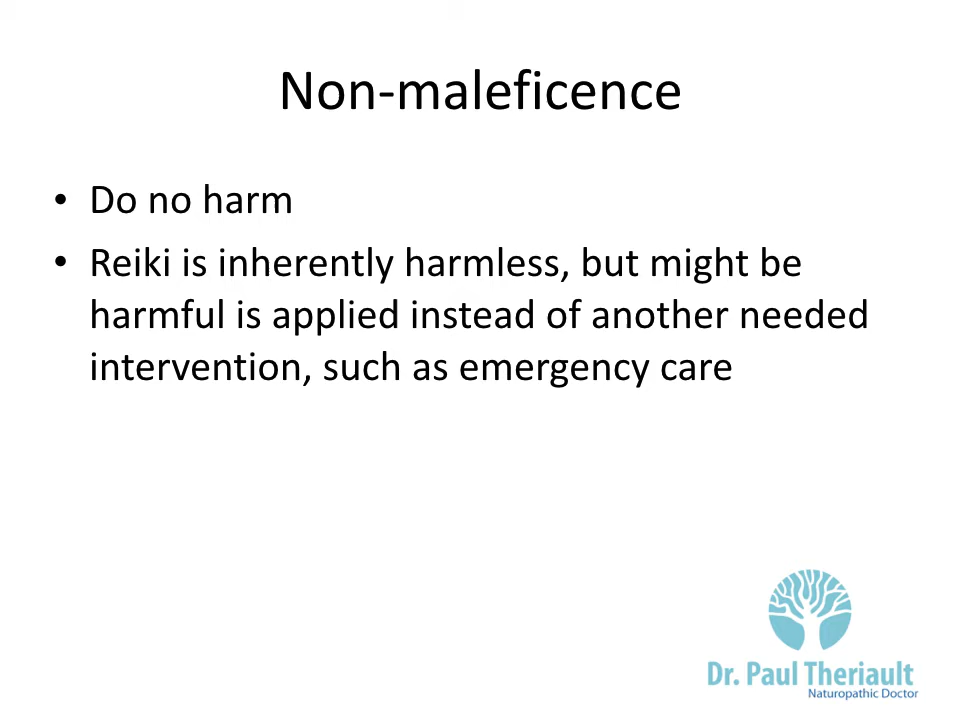 Non-maleficence
• Do no harm
• Reiki is inherently harmless, but might be
harmful is applied instead of another needed
intervention, such as emergency care
Dr. Paul Theriault
Naturopathic Doctor